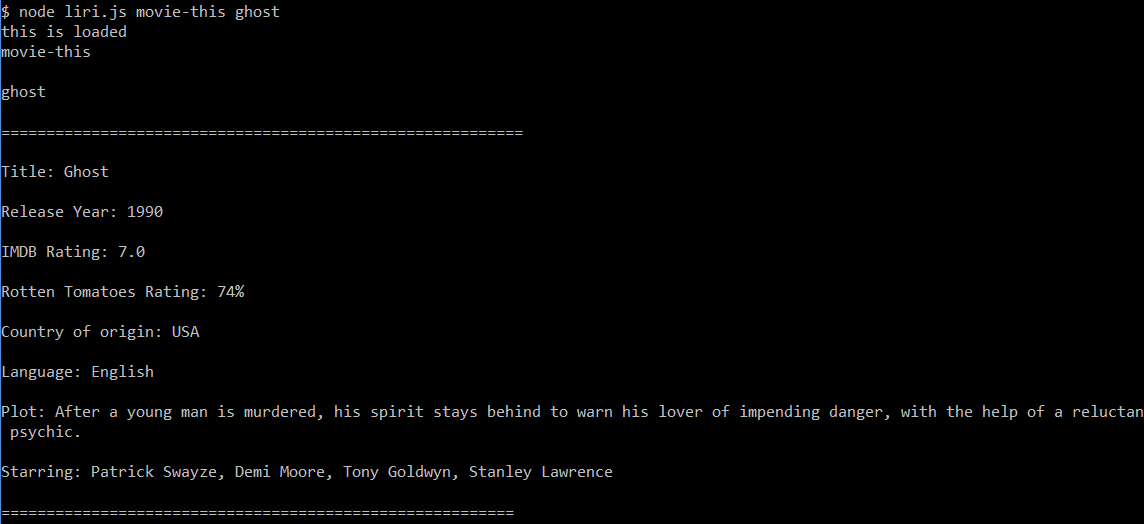 $ node liri.js movie-this ghost
this is loaded
movie-this
ghost
==========================================================
Title: Ghost
Release Year: 1990
IMDB Rating: 7.0
Rotten Tomatoes Rating: 74%
Country of origin: USA
Language: English
Plot: After a young man is murdered, his spirit stays behind to warn his lover of impending danger, with the help of a reluctan
psychic.
Starring: Patrick Swayze, Demi Moore, Tony Goldwyn, Stanley Lawrence
=========================================================